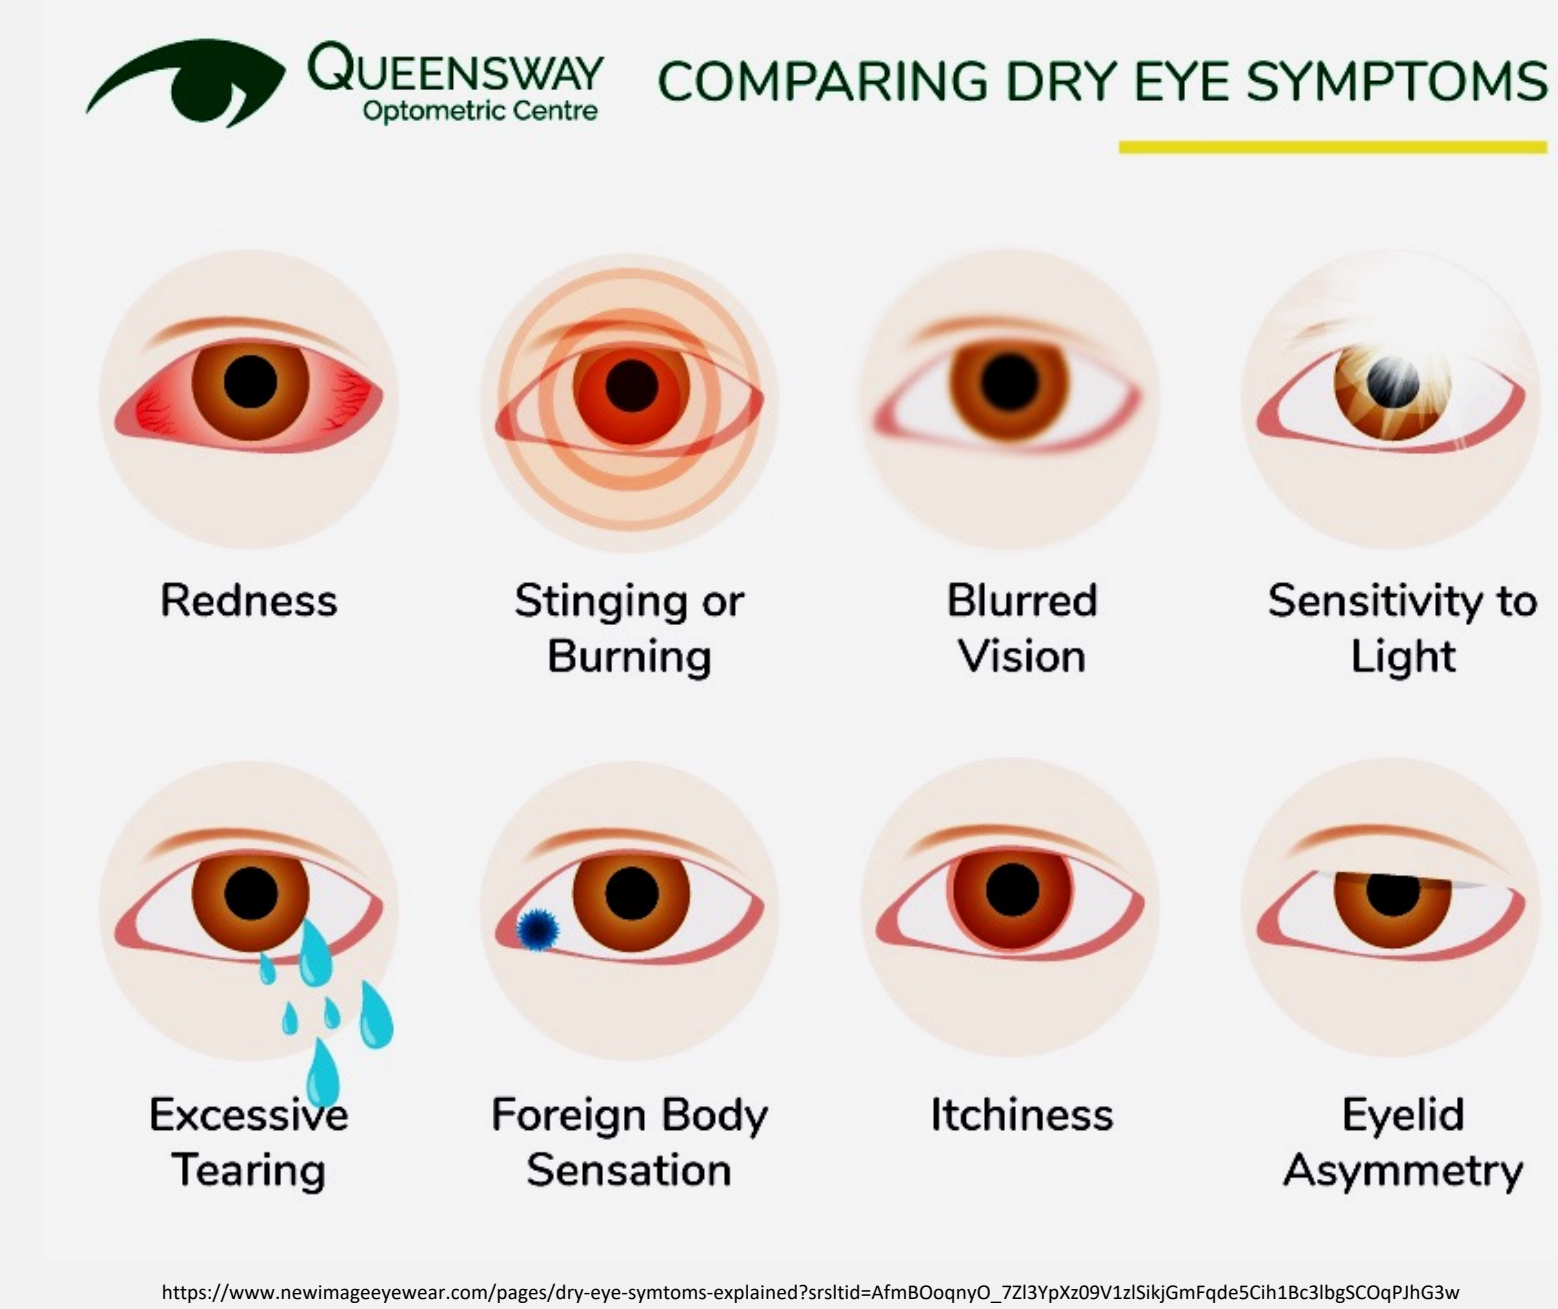 QUEENSWAY
Optometric Centre
COMPARING DRY EYE SYMPTOMS
Redness
Stinging or
Burning
Blurred
Vision
Sensitivity to
Light
Excessive
Tearing
Foreign Body
Sensation
Itchiness
Eyelid
Asymmetry
https://www.newimageeyewear.com/pages/dry-eye-symtoms-explained?srsltid=AfmBOoqnyO_7Zl3YpXz09V1zlSikjGmFqde5Cih1Bc3lbgSCOqPJhG3w